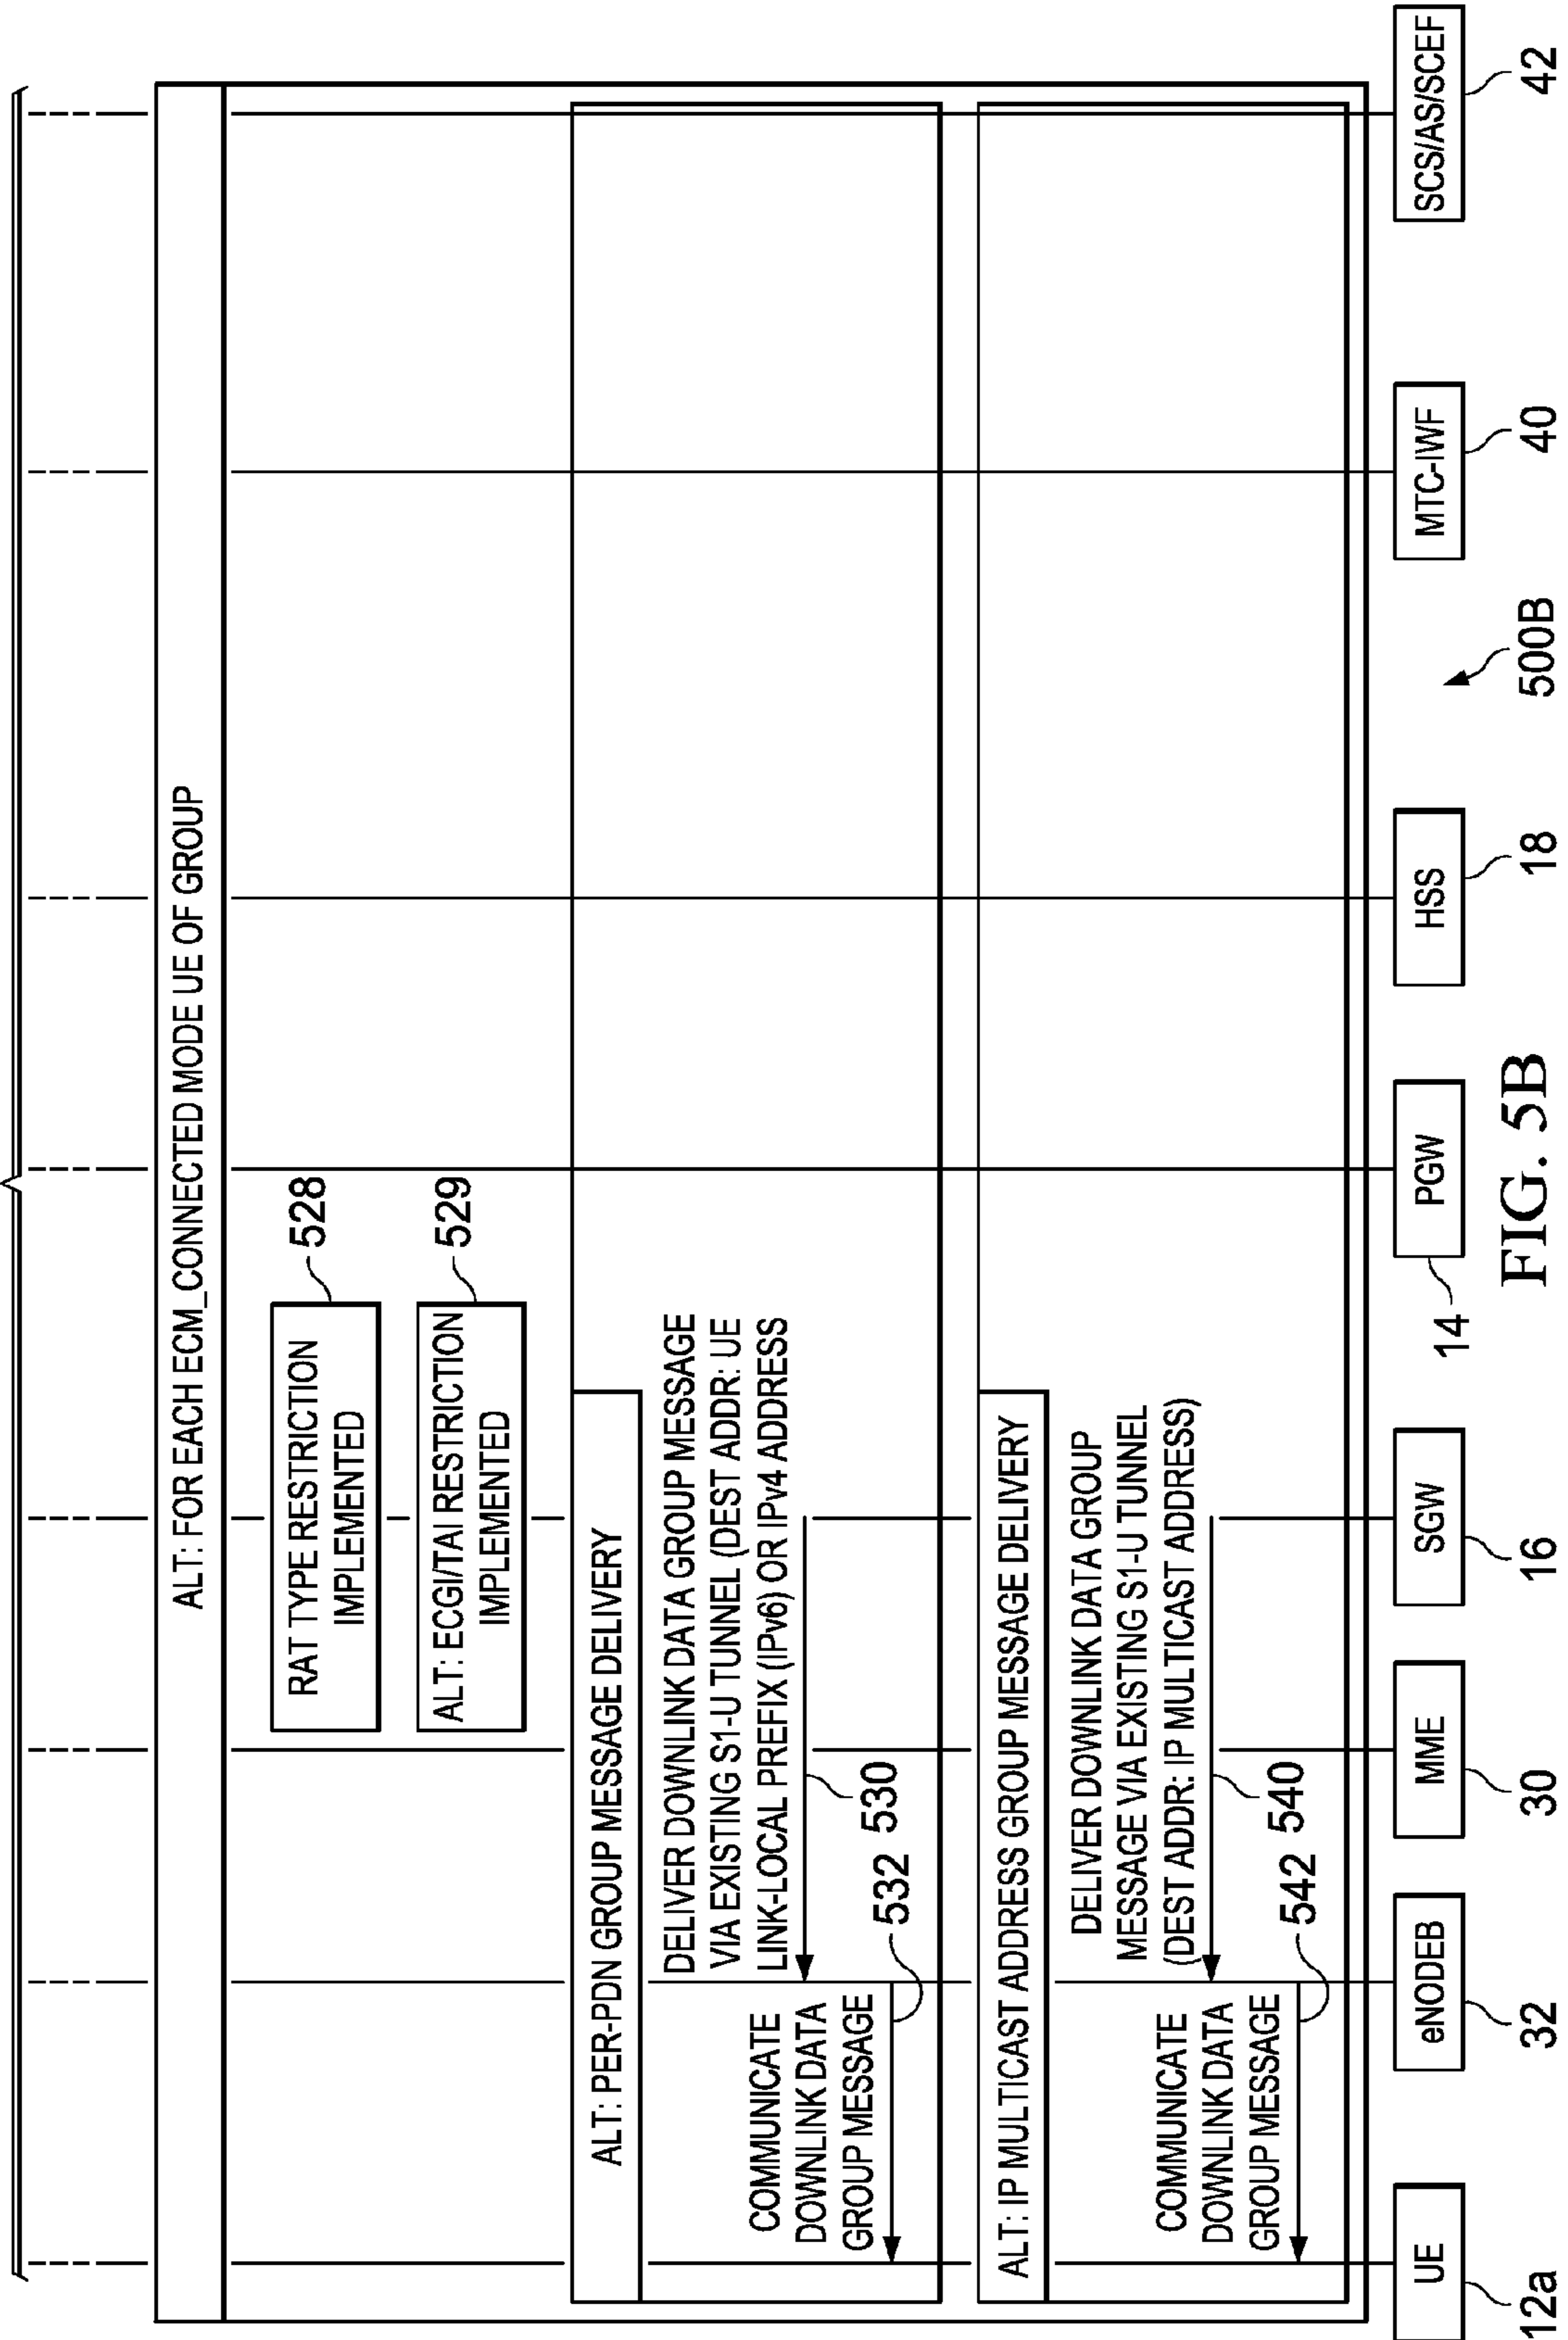 ALT: FOR EACH ECM_CONNECTED MODE UE OF GROUP
RAT TYPE RESTRICTION
IMPLEMENTED
528
ALT: ECGI/TAI RESTRICTION
IMPLEMENTED
529
ALT: PER-PDN GROUP MESSAGE DELIVERY
DELIVER DOWNLINK DATA GROUP MESSAGE
VIA EXISTING S1-U TUNNEL (DEST ADDR: UE
LINK-LOCAL PREFIX (IPv6) OR IPv4 ADDRESS
530
COMMUNICATE
DOWNLINK DATA
GROUP MESSAGE
532
ALT: IP MULTICAST ADDRESS GROUP MESSAGE DELIVERY
DELIVER DOWNLINK DATA GROUP
MESSAGE VIA EXISTING S1-U TUNNEL
(DEST ADDR: IP MULTICAST ADDRESS)
540
COMMUNICATE
DOWNLINK DATA
GROUP MESSAGE
542
UE
eNODEB
MME
SGW
PGW
HSS
MTC-IWF
SCS/AS/SCEF
12a
32
30
16
14
18
500B
40
42
FIG. 5B